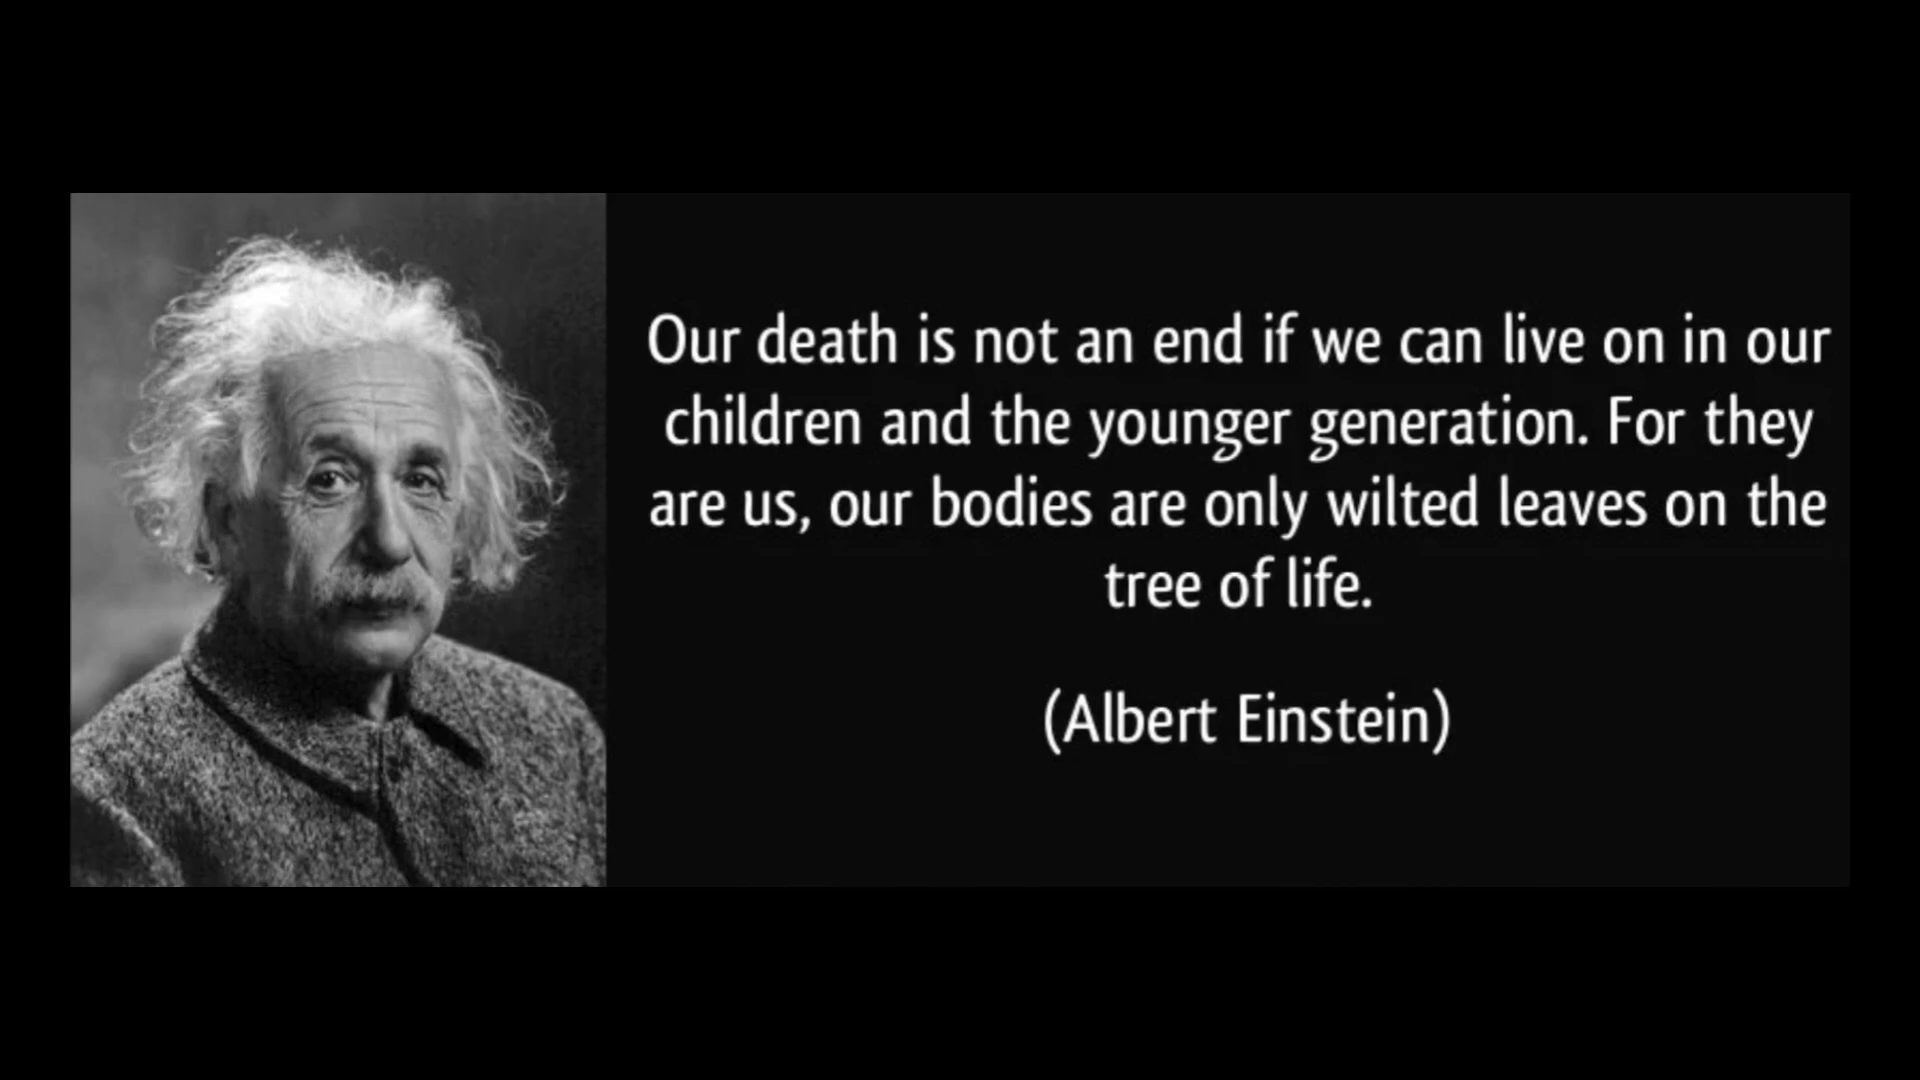 Our death is not an end if we can live on in our
children and the younger generation. For they
are us, our bodies are only wilted leaves on the
tree of life.
(Albert Einstein)